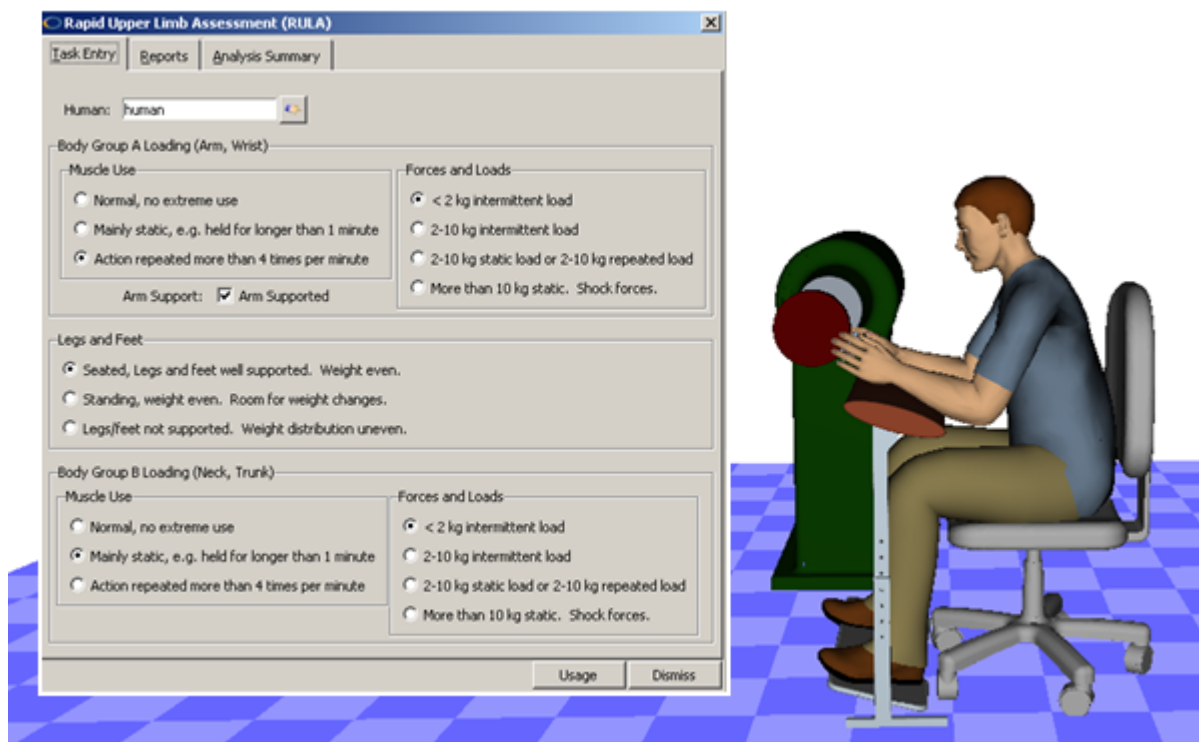 Rapid Upper Limb Assessment (RULA)
Task Entry Reports Analysis Summary
Human: human
Body Group A Loading (Arm, Wrist)
Muscle Use
Normal, no extreme use
Mainly static, e.g. held for longer than 1 minute
Action repeated more than 4 times per minute
Arm Support: Arm Supported
Forces and Loads
< 2 kg intermittent load
2-10 kg intermittent load
2-10 kg static load or 2-10 kg repeated load
More than 10 kg static. Shock forces.
Legs and Feet
Seated, Legs and feet well supported. Weight even.
Standing, weight even. Room for weight changes.
Legs/feet not supported. Weight distribution uneven.
Body Group B Loading (Neck, Trunk)
Muscle Use
Normal, no extreme use
Mainly static, e.g. held for longer than 1 minute
Action repeated more than 4 times per minute
Forces and Loads
< 2 kg intermittent load
2-10 kg intermittent load
2-10 kg static load or 2-10 kg repeated load
More than 10 kg static. Shock forces.
Usage Dismiss